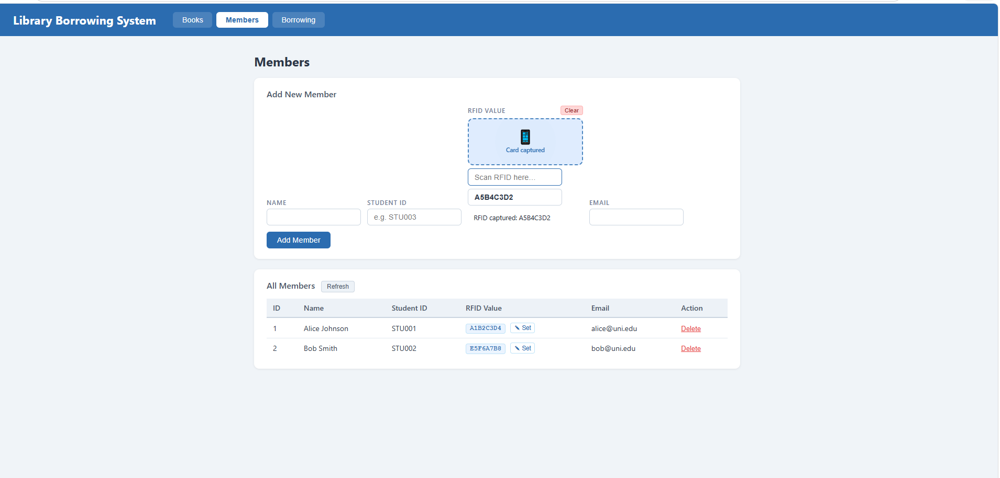 Library Borrowing System Books Members Borrowing
Members
Add New Member
RFID VALUE Clear
Card captured
Scan RFID here...
A5B4C3D2
NAME STUDENT ID EMAIL
e.g. STU003
RFID captured: A5B4C3D2
Add Member
All Members Refresh
ID Name Student ID RFID Value Email Action
1 Alice Johnson STU001 A1B2C3D4 Set alice@uni.edu Delete
2 Bob Smith STU002 E5F6A7B8 Set bob@uni.edu Delete